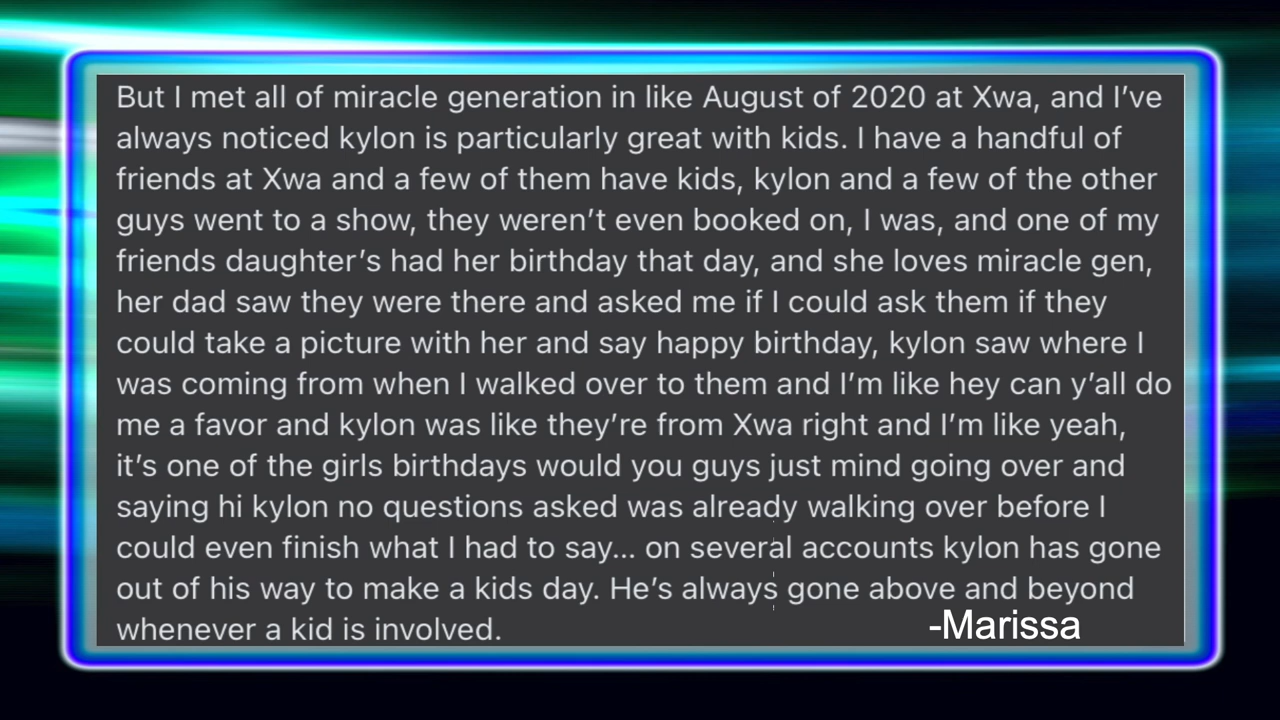 But I met all of miracle generation in like August of 2020 at Xwa, and I’ve
always noticed kylon is particularly great with kids. I have a handful of
friends at Xwa and a few of them have kids, kylon and a few of the other
guys went to a show, they weren’t even booked on, I was, and one of my
friends daughter’s had her birthday that day, and she loves miracle gen,
her dad saw they were there and asked me if I could ask them if they
could take a picture with her and say happy birthday, kylon saw where I
was coming from when I walked over to them and I’m like hey can y’all do
me a favor and kylon was like they’re from Xwa right and I’m like yeah,
it’s one of the girls birthdays would you guys just mind going over and
saying hi kylon no questions asked was already walking over before I
could even finish what I had to say... on several accounts kylon has gone
out of his way to make a kids day. He’s always gone above and beyond
whenever a kid is involved.
-Marissa